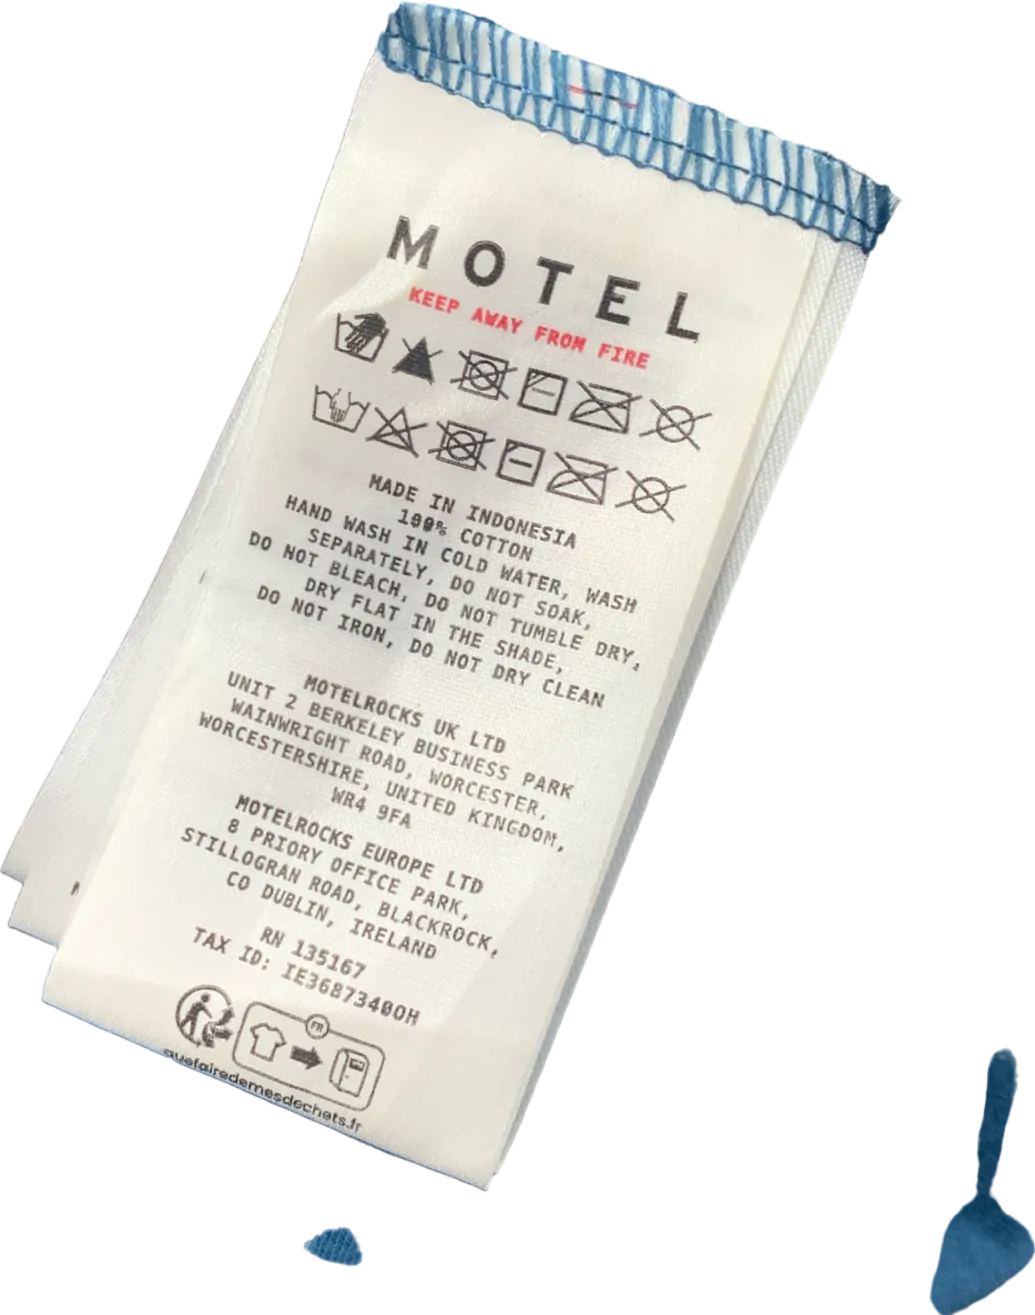 MOTEL
KEEP AWAY FROM FIRE
MADE IN INDONESIA
100% COTTON
HAND WASH IN COLD WATER, WASH
SEPARATELY, DO NOT SOAK,
DO NOT BLEACH, DO NOT TUMBLE DRY,
DRY FLAT IN THE SHADE,
DO NOT IRON, DO NOT DRY CLEAN
MOTELROCKS UK LTD
UNIT 2 BERKELEY BUSINESS PARK
WAINWRIGHT ROAD, WORCESTER,
WORCESTERSHIRE, UNITED KINGDOM,
WR4 9FA
MOTELROCKS EUROPE LTD
8 PRIORY OFFICE PARK,
STILLOGRAN ROAD, BLACKROCK,
CO DUBLIN, IRELAND
RN 135167
TAX ID: IE3687340OH
FR
quefairedemesdechets.fr